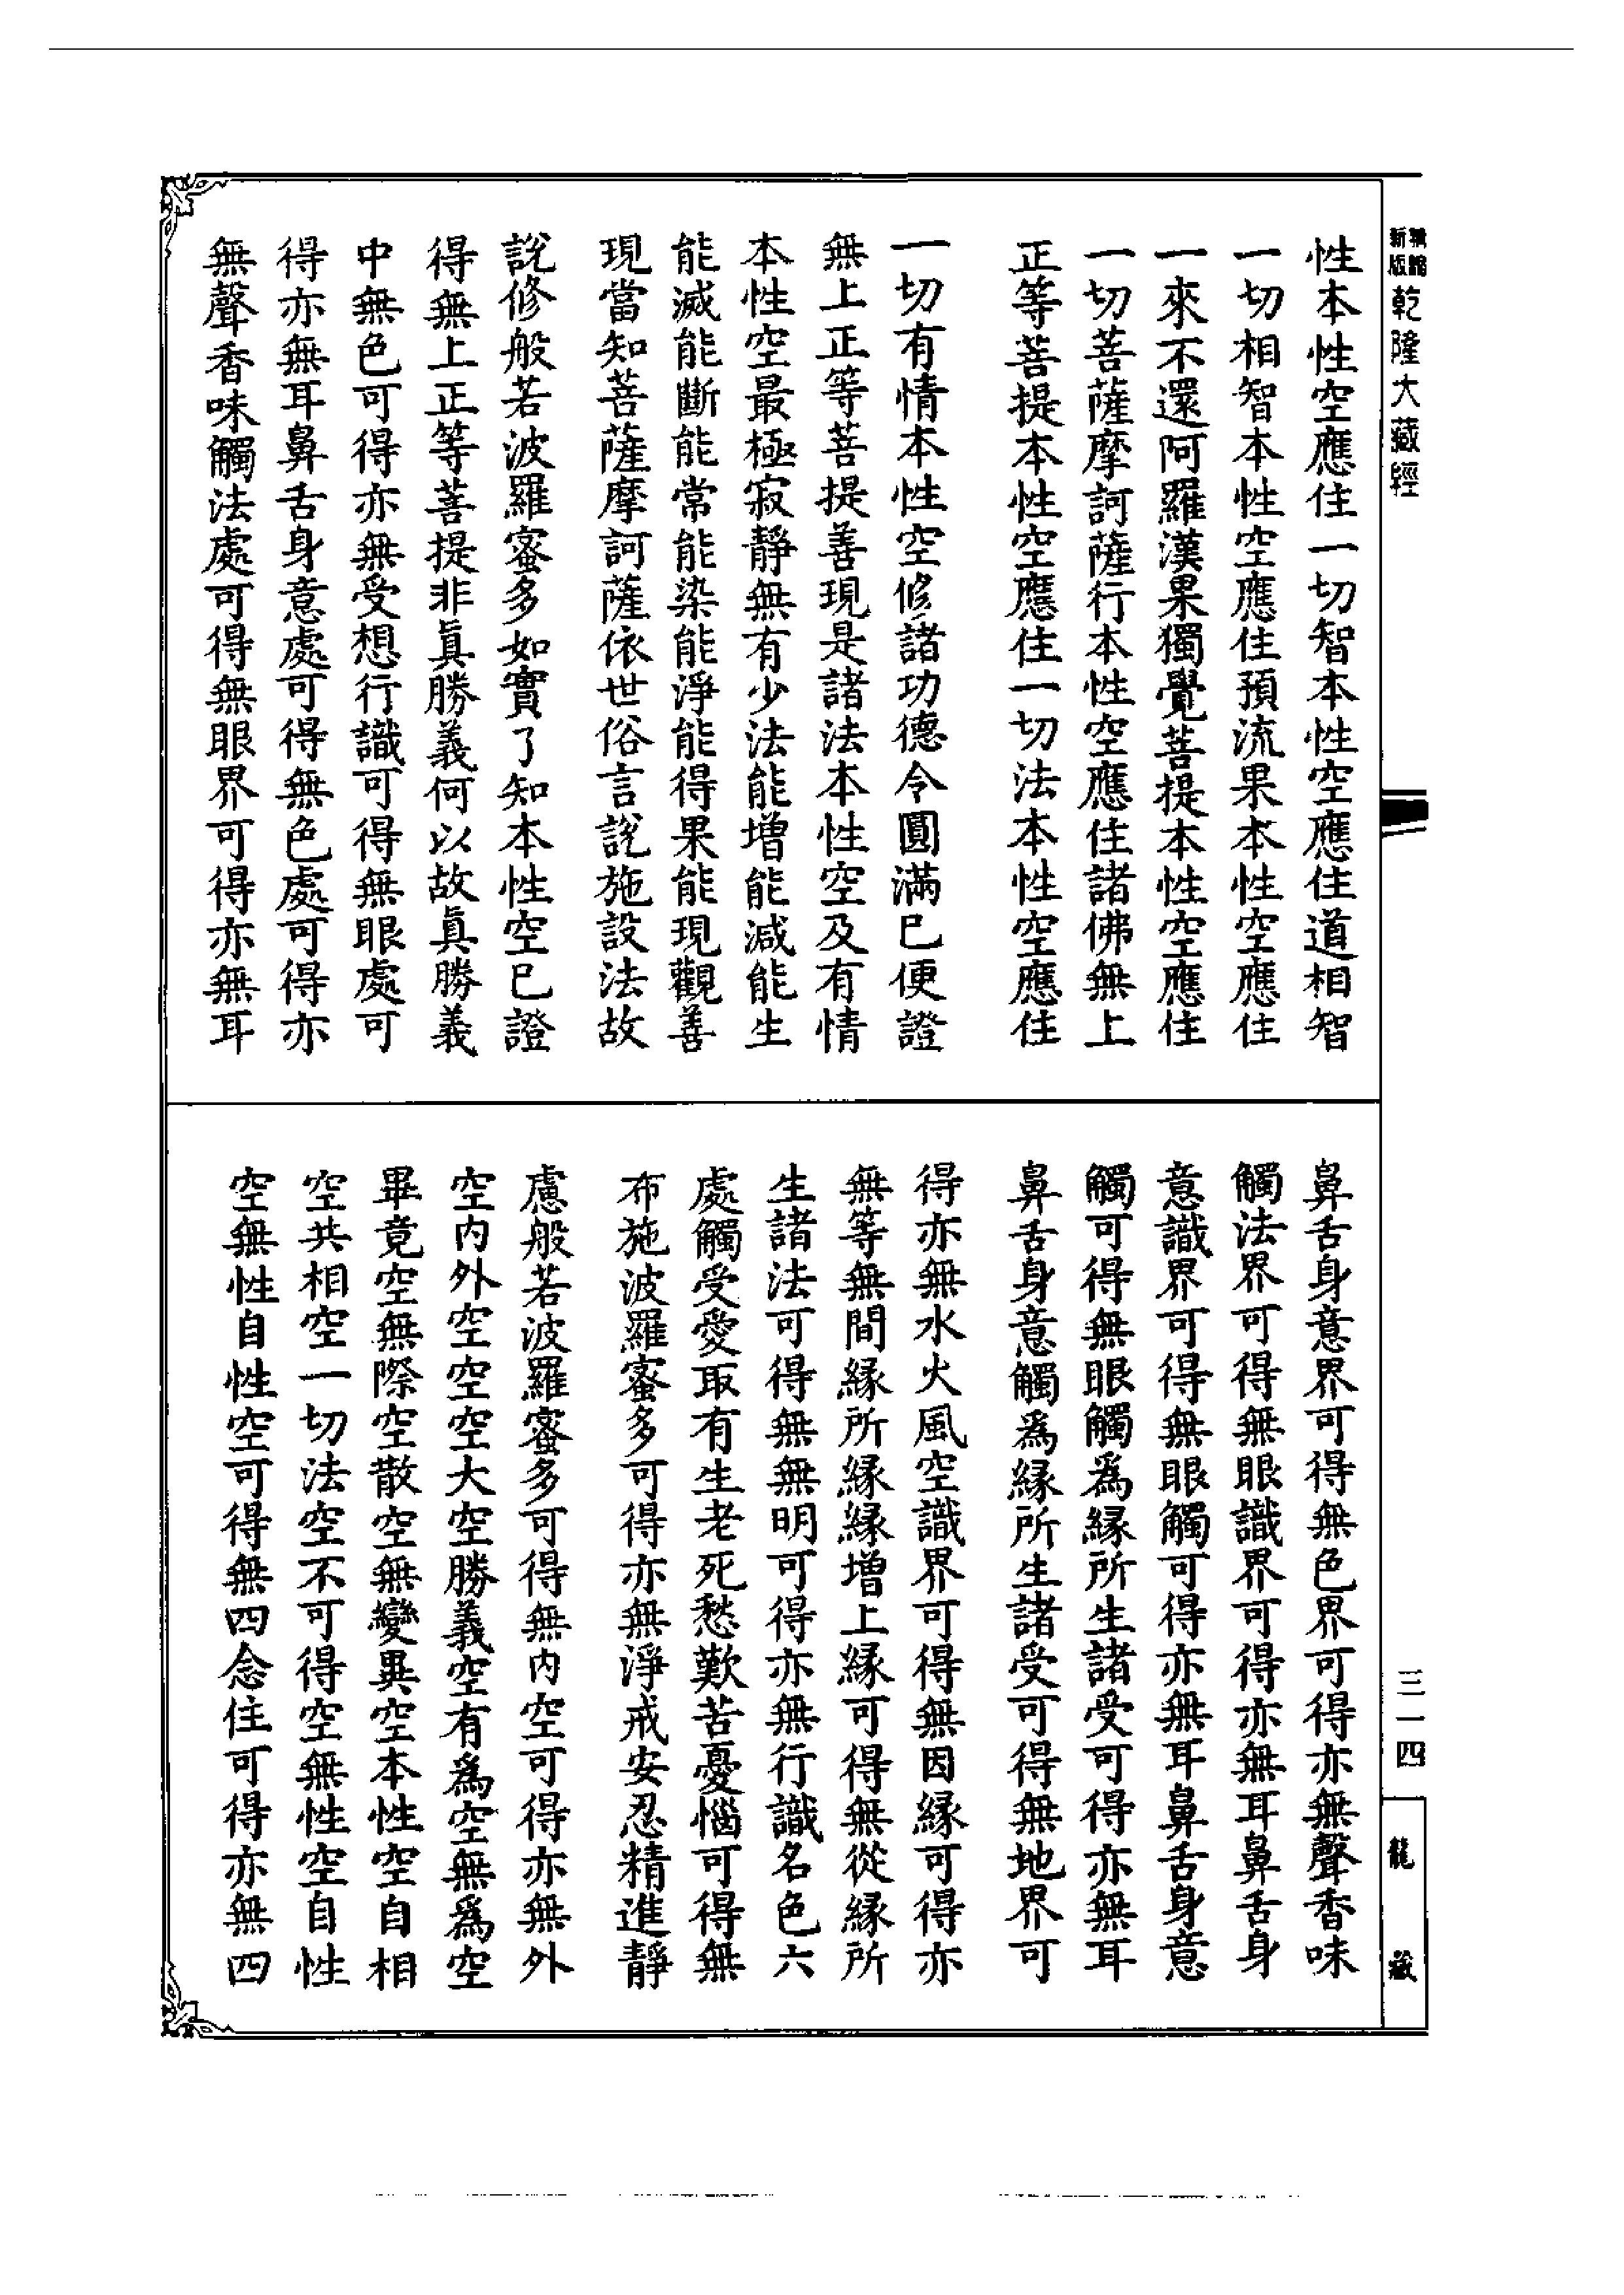 新版
乾隆大藏經
性本性空應住一切智本性空應住道相智
一切相智本性空應住預流果本性空應住
一來不還阿羅漢果獨覺菩提本性空應住
一切菩薩摩訶薩行本性空應住諸佛無上
正等菩提本性空應住一切法本性空應住
一切有情本性空修諸功德令圓滿已便證
無上正等菩提善現是諸法本性空及有情
本性空最極寂靜無有少法能增能減能生
能滅能斷能常能染能淨能得果能現觀善
現當知菩薩摩訶薩依世俗言說施設法故
說修般若波羅蜜多如實了知本性空已證
得無上正等菩提非眞勝義何以故眞勝義
中無色可得亦無受想行識可得無眼處可
得亦無耳鼻舌身意處可得無色處可得亦
無聲香味觸法處可得無眼界可得亦無耳
鼻舌身意界可得無色界可得亦無聲香味
觸法界可得無眼識界可得亦無耳鼻舌身
意識界可得無眼觸可得亦無耳鼻舌身意
觸可得無眼觸爲緣所生諸受可得亦無耳
鼻舌身意觸爲緣所生諸受可得無地界可
得亦無水火風空識界可得無因緣可得亦
無等無間緣所緣緣增上緣可得無從緣所
生諸法可得無無明可得亦無行識名色六
處觸受愛取有生老死愁歎苦憂惱可得無
布施波羅蜜多可得亦無淨戒安忍精進靜
慮般若波羅蜜多可得無內空可得亦無外
空內外空空空大空勝義空有爲空無爲空
畢竟空無際空散空無變異空本性空自相
空共相空一切法空不可得空無性空自性
空無性自性空可得無四念住可得亦無四
三一四
龍藏